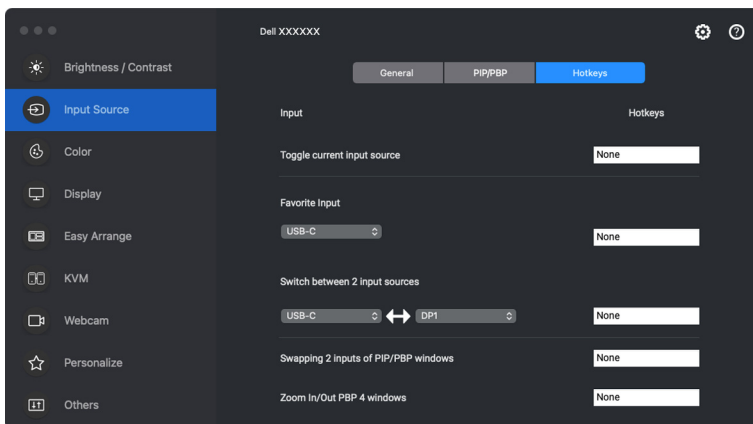 Dell XXXXXX
?
Brightness / Contrast
Input Source
Color
Display
Easy Arrange
KVM
Webcam
Personalize
Others
General PIP/PBP Hotkeys
Input Hotkeys
Toggle current input source None
Favorite Input
USB-C None
Switch between 2 input sources
USB-C DP1 None
Swapping 2 inputs of PIP/PBP windows None
Zoom In/Out PBP 4 windows None